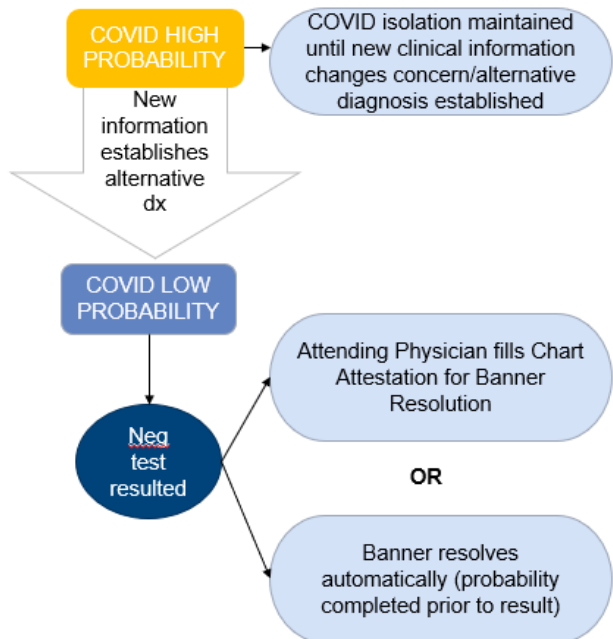 COVID HIGH
PROBABILITY
COVID isolation maintained
until new clinical information
changes concern/alternative
diagnosis established
New
information
establishes
alternative
dx
COVID LOW
PROBABILITY
Attending Physician fills Chart
Attestation for Banner
Resolution
Neg
test
resulted
OR
Banner resolves
automatically (probability
completed prior to result)